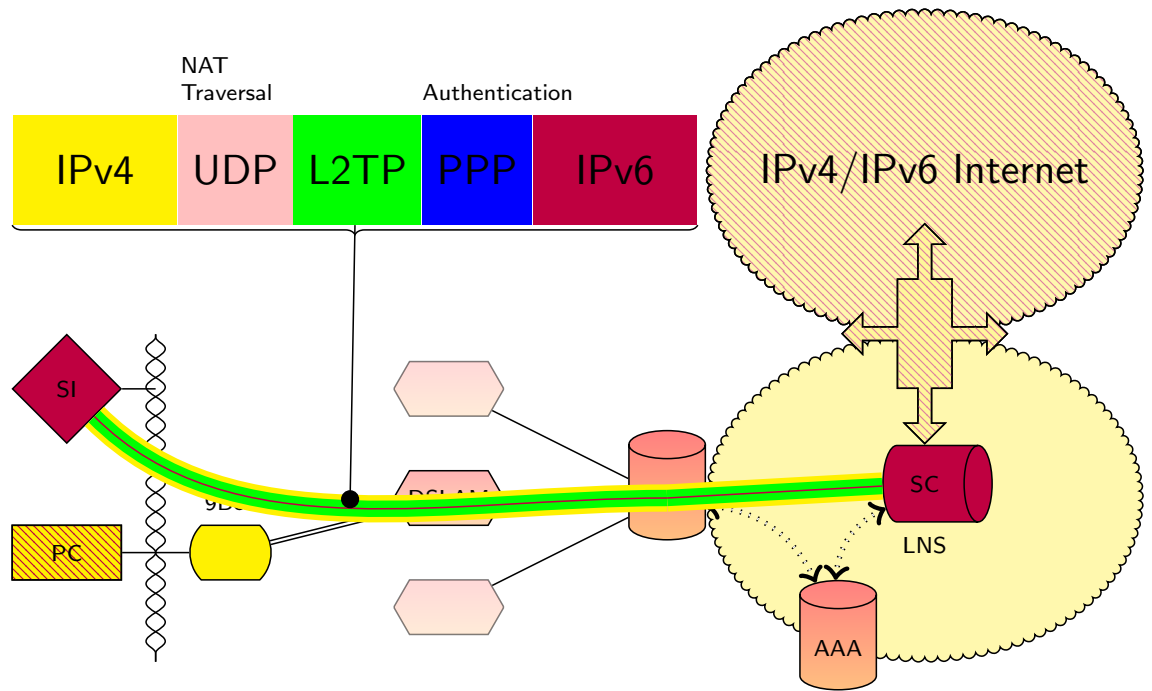 NAT
Traversal
Authentication
IPv4
UDP
L2TP
PPP
IPv6
IPv4/IPv6 Internet
SI
SC
PC
LNS
AAA